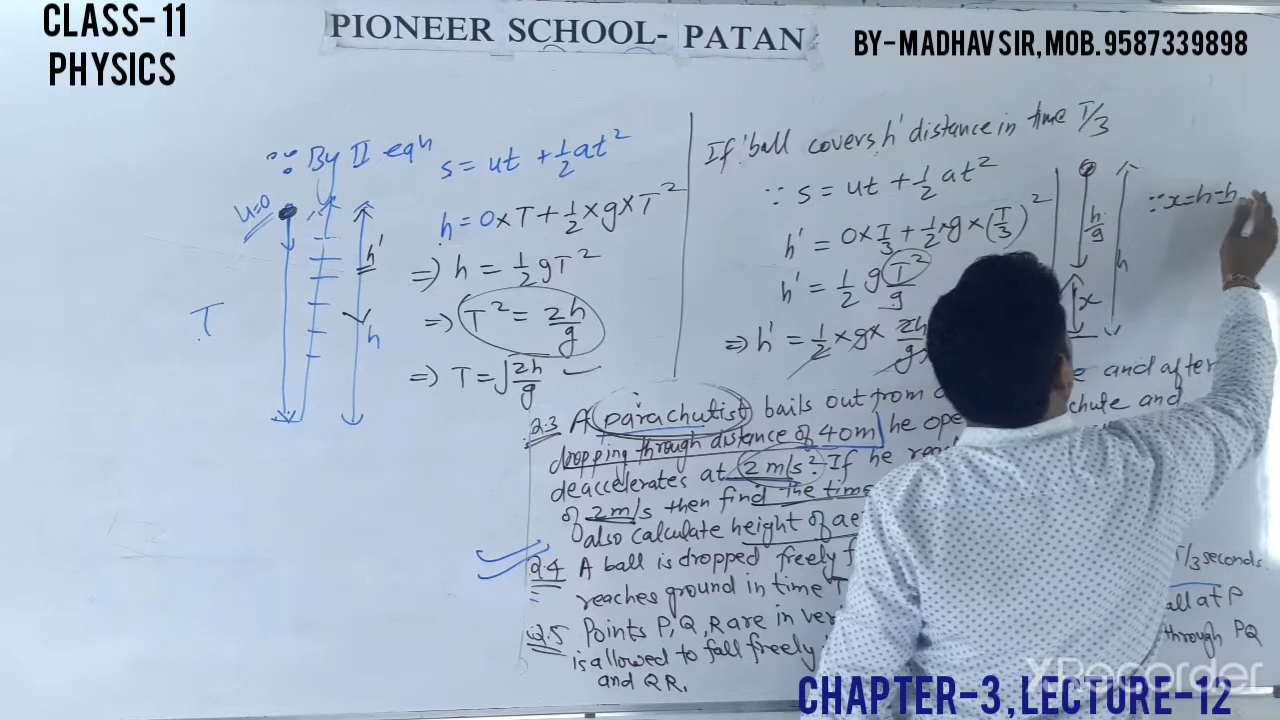 CLASS-11
PHYSICS
PIONEER SCHOOL- PATAN
BY-MADHAV SIR, MOB. 9587339898
∵ By II eqⁿ s = ut + 1/2 at²
u=0
h = 0×T + 1/2 × g × T²
h'
⇒ h = 1/2 gT²
T
h
⇒ T² = 2h/g
⇒ T = √2h/g
If ball covers h' distance in time T/3
∵ s = ut + 1/2 at²
h' = 0×T/3 + 1/2 × g × (T/3)²
h' = 1/2 g T²/9
⇒ h' = 1/2 × g × 2h
h/9
h
x
∵ x=h-h
Q.3 A parachutist bails out from and after
dropping through distance of 40m he ope chute and
deaccelerates at 2 m/s². If he rea
of 2m/s then find the time
also calculate height of ae
Q.4 A ball is dropped freely f T/3 seconds
reaches ground in time T
Q.5 Points P, Q, R are in ver all at P
is allowed to fall freely through PQ
and QR.
XRecorder
CHAPTER-3, LECTURE-12